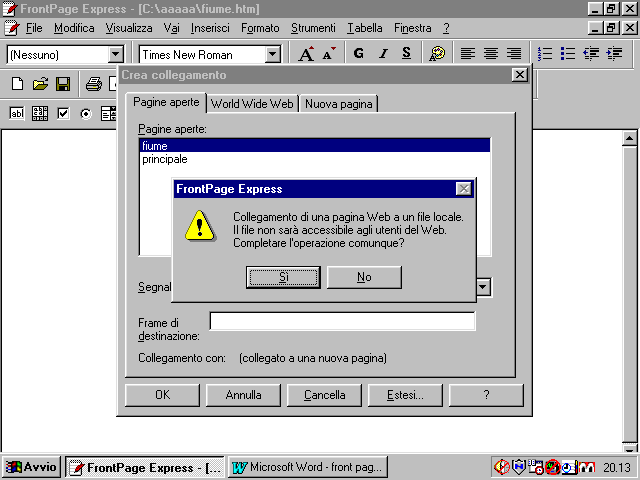 FrontPage Express - [C:\aaaaa\fiume.htm]
File Modifica Visualizza Vai Inserisci Formato Strumenti Tabella Finestra ?
(Nessuno) Times New Roman A A G I S
Crea collegamento
Pagine aperte World Wide Web Nuova pagina
abl
Pagine aperte:
fiume
principale
FrontPage Express
Collegamento di una pagina Web a un file locale.
Il file non sarà accessibile agli utenti del Web.
Completare l'operazione comunque?
Sì No
Segnal
Frame di
destinazione:
Collegamento con: (collegato a una nuova pagina)
OK Annulla Cancella Estesi... ?
Avvio FrontPage Express - [... Microsoft Word - front pag... 20.13